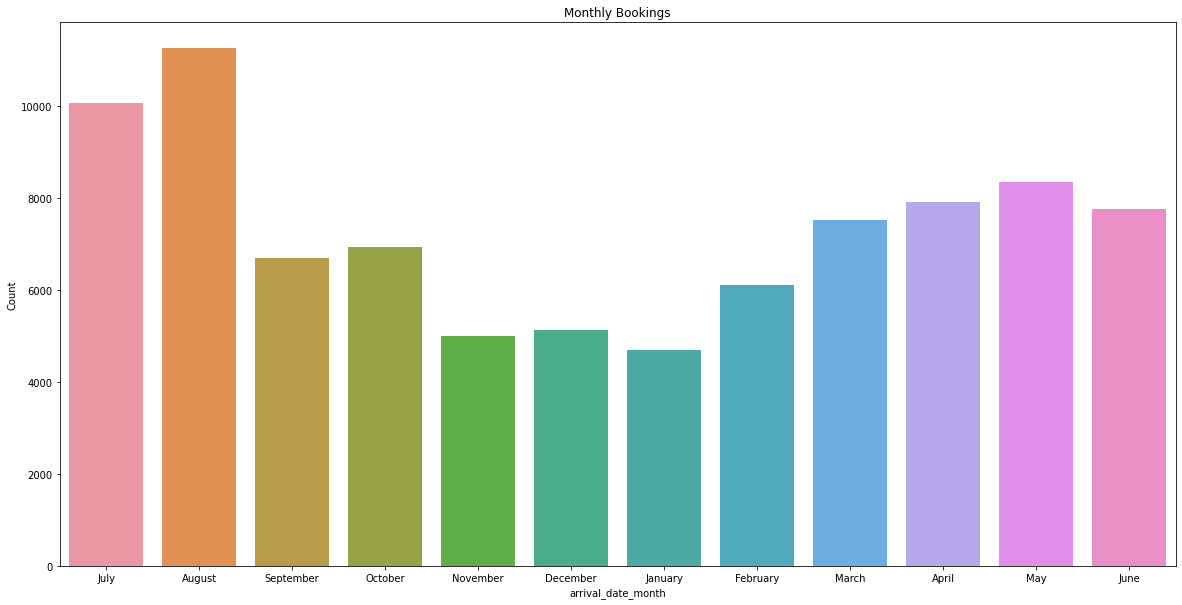 Monthly Bookings
Count
10000
8000
6000
4000
2000
0
July August September October November December January February March April May June
arrival_date_month